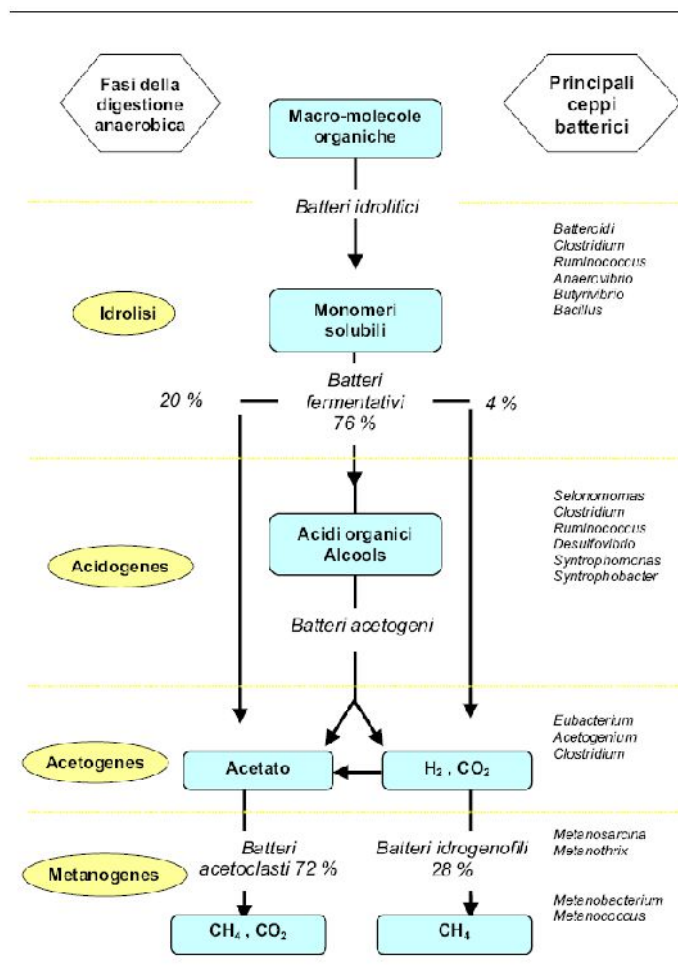 Fasi della
digestione
anaerobica
Principali
ceppi
batterici
Macro-molecole
organiche
Batteri idrolitici
Batteroidi
Clostridium
Ruminococcus
Anaerovibrio
Butyrivibrio
Bacillus
Idrolisi
Monomeri
solubili
20 %
Batteri
fermentativi
76 %
4 %
Selonomomas
Clostridium
Ruminococcus
Desulfovibrio
Syntrophomonas
Syntrophobacter
Acidogenes
Acidi organici
Alcools
Batteri acetogeni
Eubacterium
Acetogenium
Clostridium
Acetogenes
Acetato
H₂ , CO₂
Metanogenes
Batteri
acetoclasti 72 %
Batteri idrogenofili
28 %
Metanosarcina
Metanothrix
Metanobacterium
Metanococcus
CH₄ , CO₂
CH₄